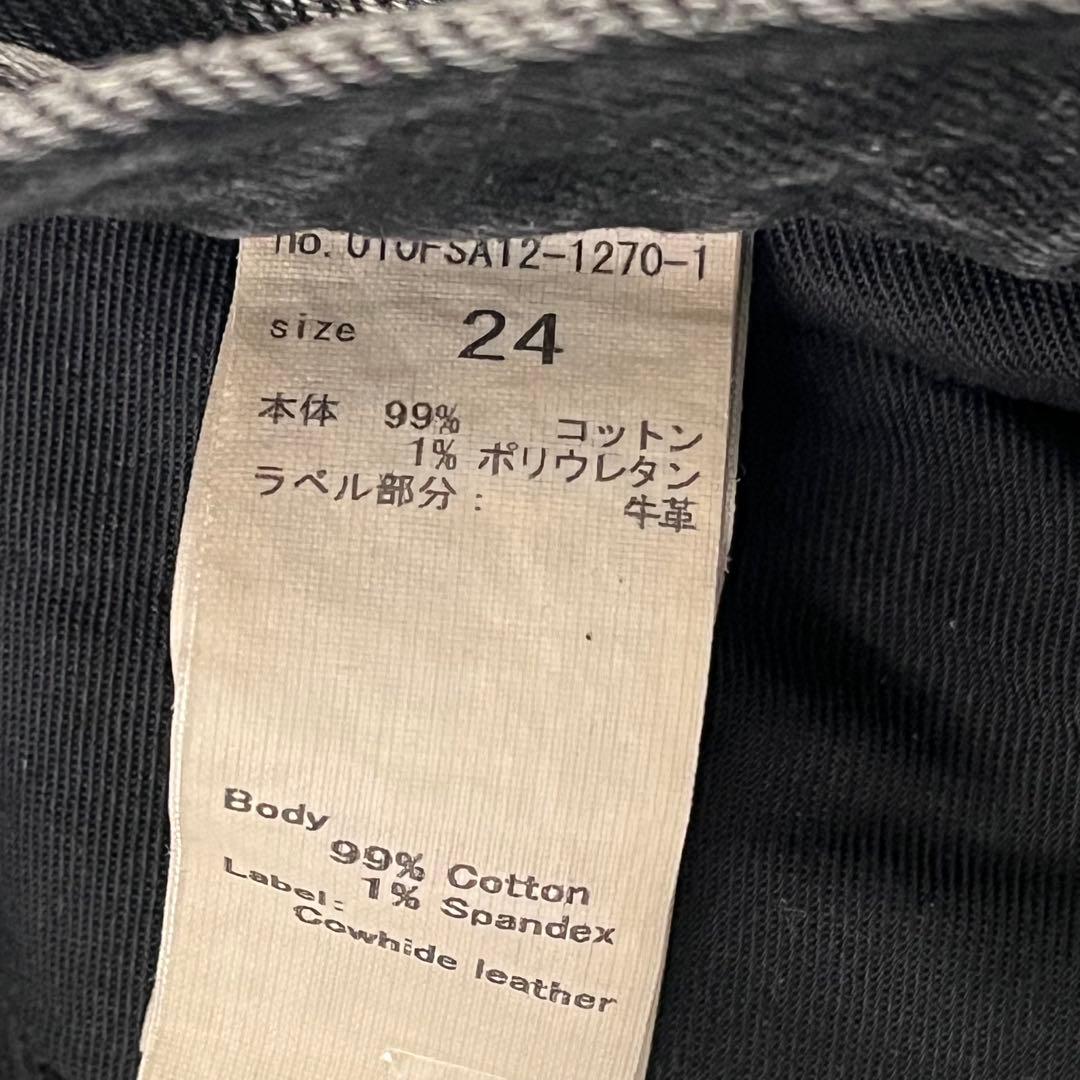 no. 010FSA12-1270-1
size 24
本体 99% コットン
1% ポリウレタン
ラベル部分: 牛革
Body
99% Cotton
1% Spandex
Label:
Cowhide leather